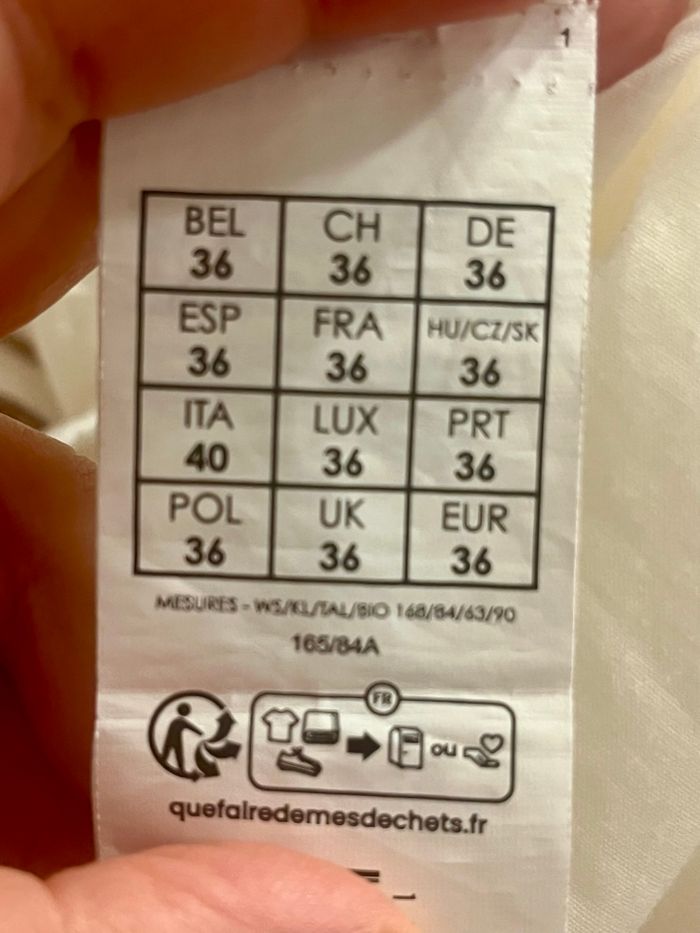 1
BEL CH DE
36 36 36
ESP FRA HU/CZ/SK
36 36 36
ITA LUX PRT
40 36 36
POL UK EUR
36 36 36
MESURES - WS/KL/TAL/BIO 168/84/63/90
165/84A
FR
ou
quefairedemesdechets.fr